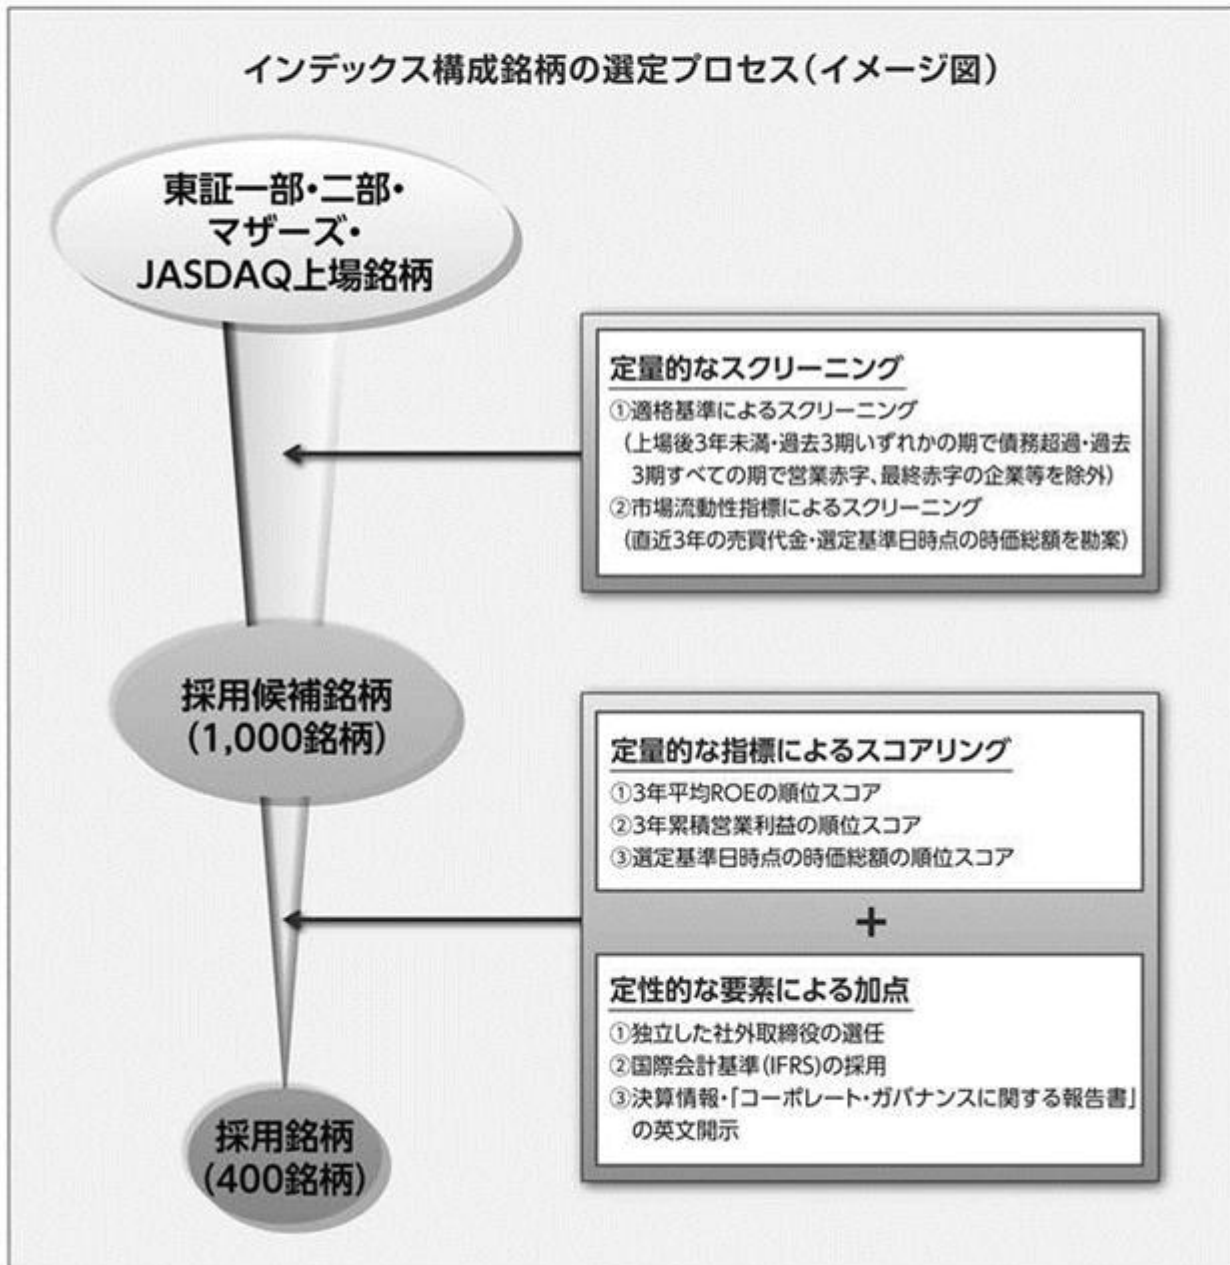 インデックス構成銘柄の選定プロセス(イメージ図)
東証一部・二部・
マザーズ・
JASDAQ上場銘柄
定量的なスクリーニング
①適格基準によるスクリーニング
(上場後3年未満・過去3期いずれかの期で債務超過・過去
3期すべての期で営業赤字、最終赤字の企業等を除外)
②市場流動性指標によるスクリーニング
(直近3年の売買代金・選定基準日時点の時価総額を勘案)
採用候補銘柄
(1,000銘柄)
定量的な指標によるスコアリング
①3年平均ROEの順位スコア
②3年累積営業利益の順位スコア
③選定基準日時点の時価総額の順位スコア
+
定性的な要素による加点
①独立した社外取締役の選任
②国際会計基準(IFRS)の採用
③決算情報・「コーポレート・ガバナンスに関する報告書」
の英文開示
採用銘柄
(400銘柄)